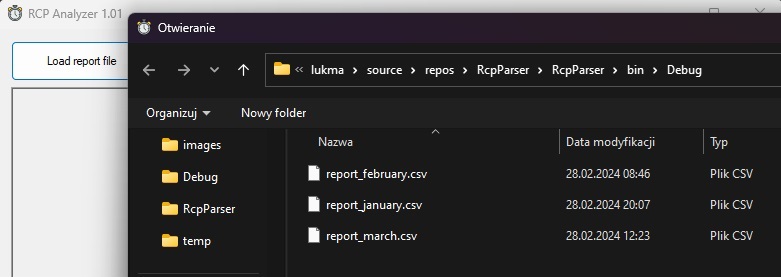 RCP Analyzer 1.01
Otwieranie
Load report file
« lukma > source > repos > RcpParser > RcpParser > bin > Debug
Organizuj Nowy folder
Nazwa Data modyfikacji Typ
images
Debug
RcpParser
temp
report_february.csv 28.02.2024 08:46 Plik CSV
report_january.csv 28.02.2024 20:07 Plik CSV
report_march.csv 28.02.2024 12:23 Plik CSV